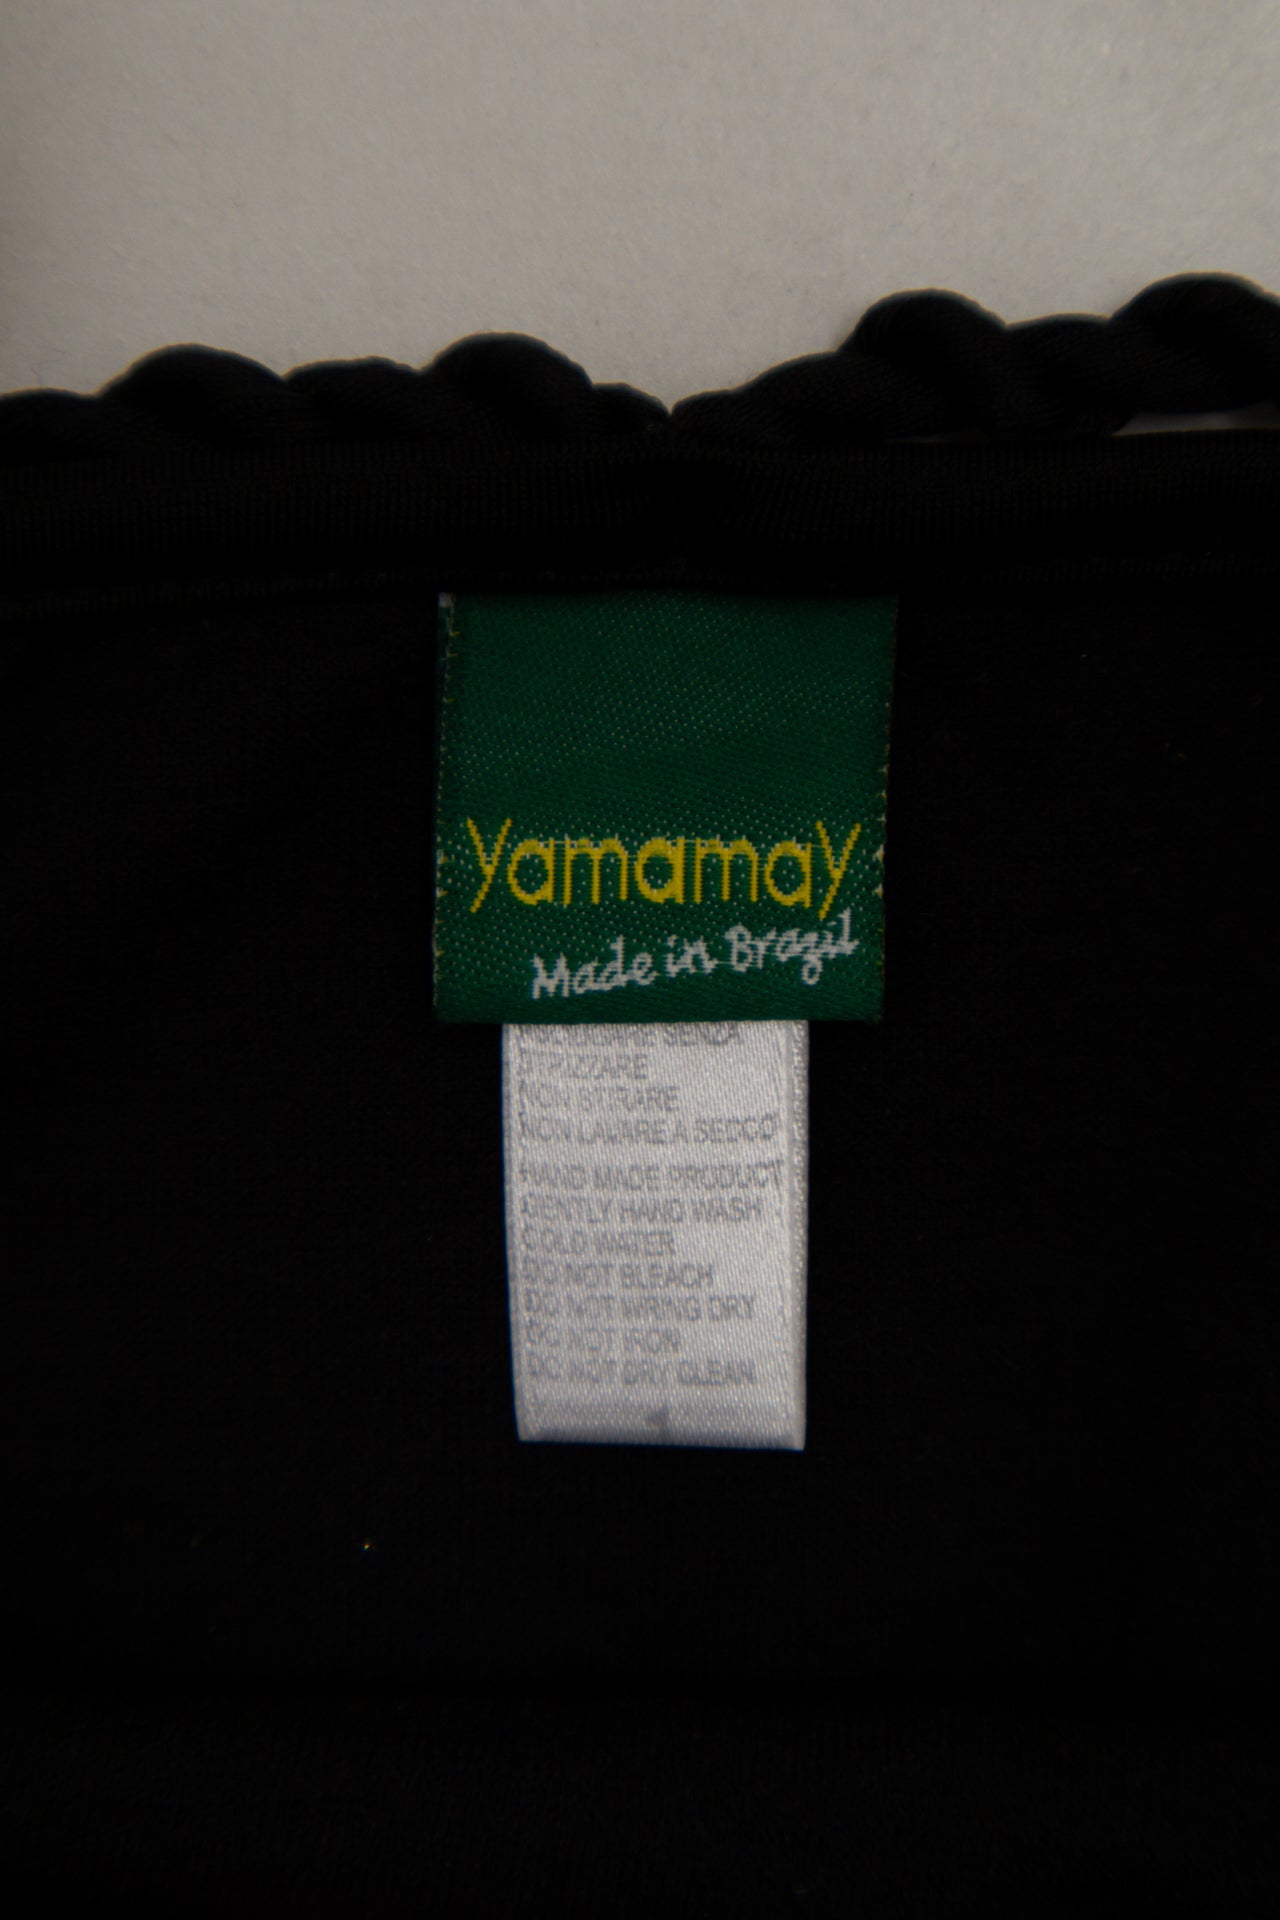 yamamay
Made in Brazil
SENZA
STRIZZARE
NON STIRARE
NON LAVARE A SECCO
HAND MADE PRODUCT
GENTLY HAND WASH
COLD WATER
DO NOT BLEACH
DO NOT WRING DRY
DO NOT IRON
DO NOT DRY CLEAN